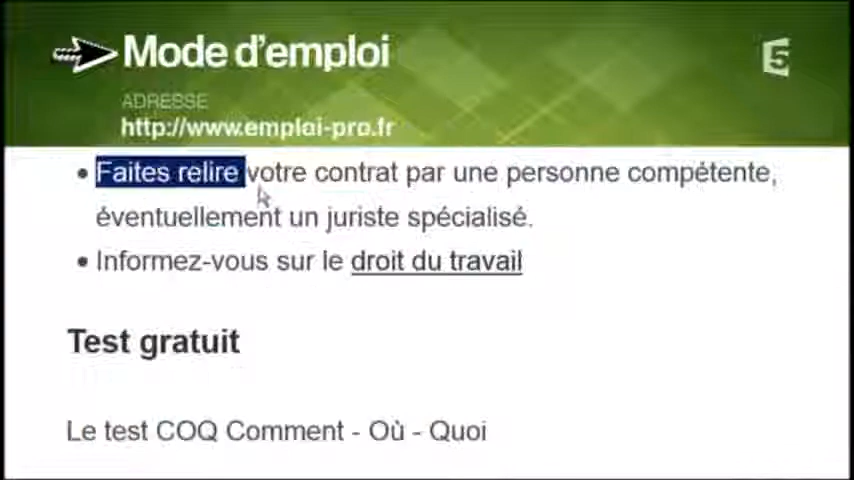 Mode d'emploi
5
ADRESSE
http://www.emploi-pro.fr
• Faites relire votre contrat par une personne compétente,
éventuellement un juriste spécialisé.
• Informez-vous sur le droit du travail
Test gratuit
Le test COQ Comment - Où - Quoi